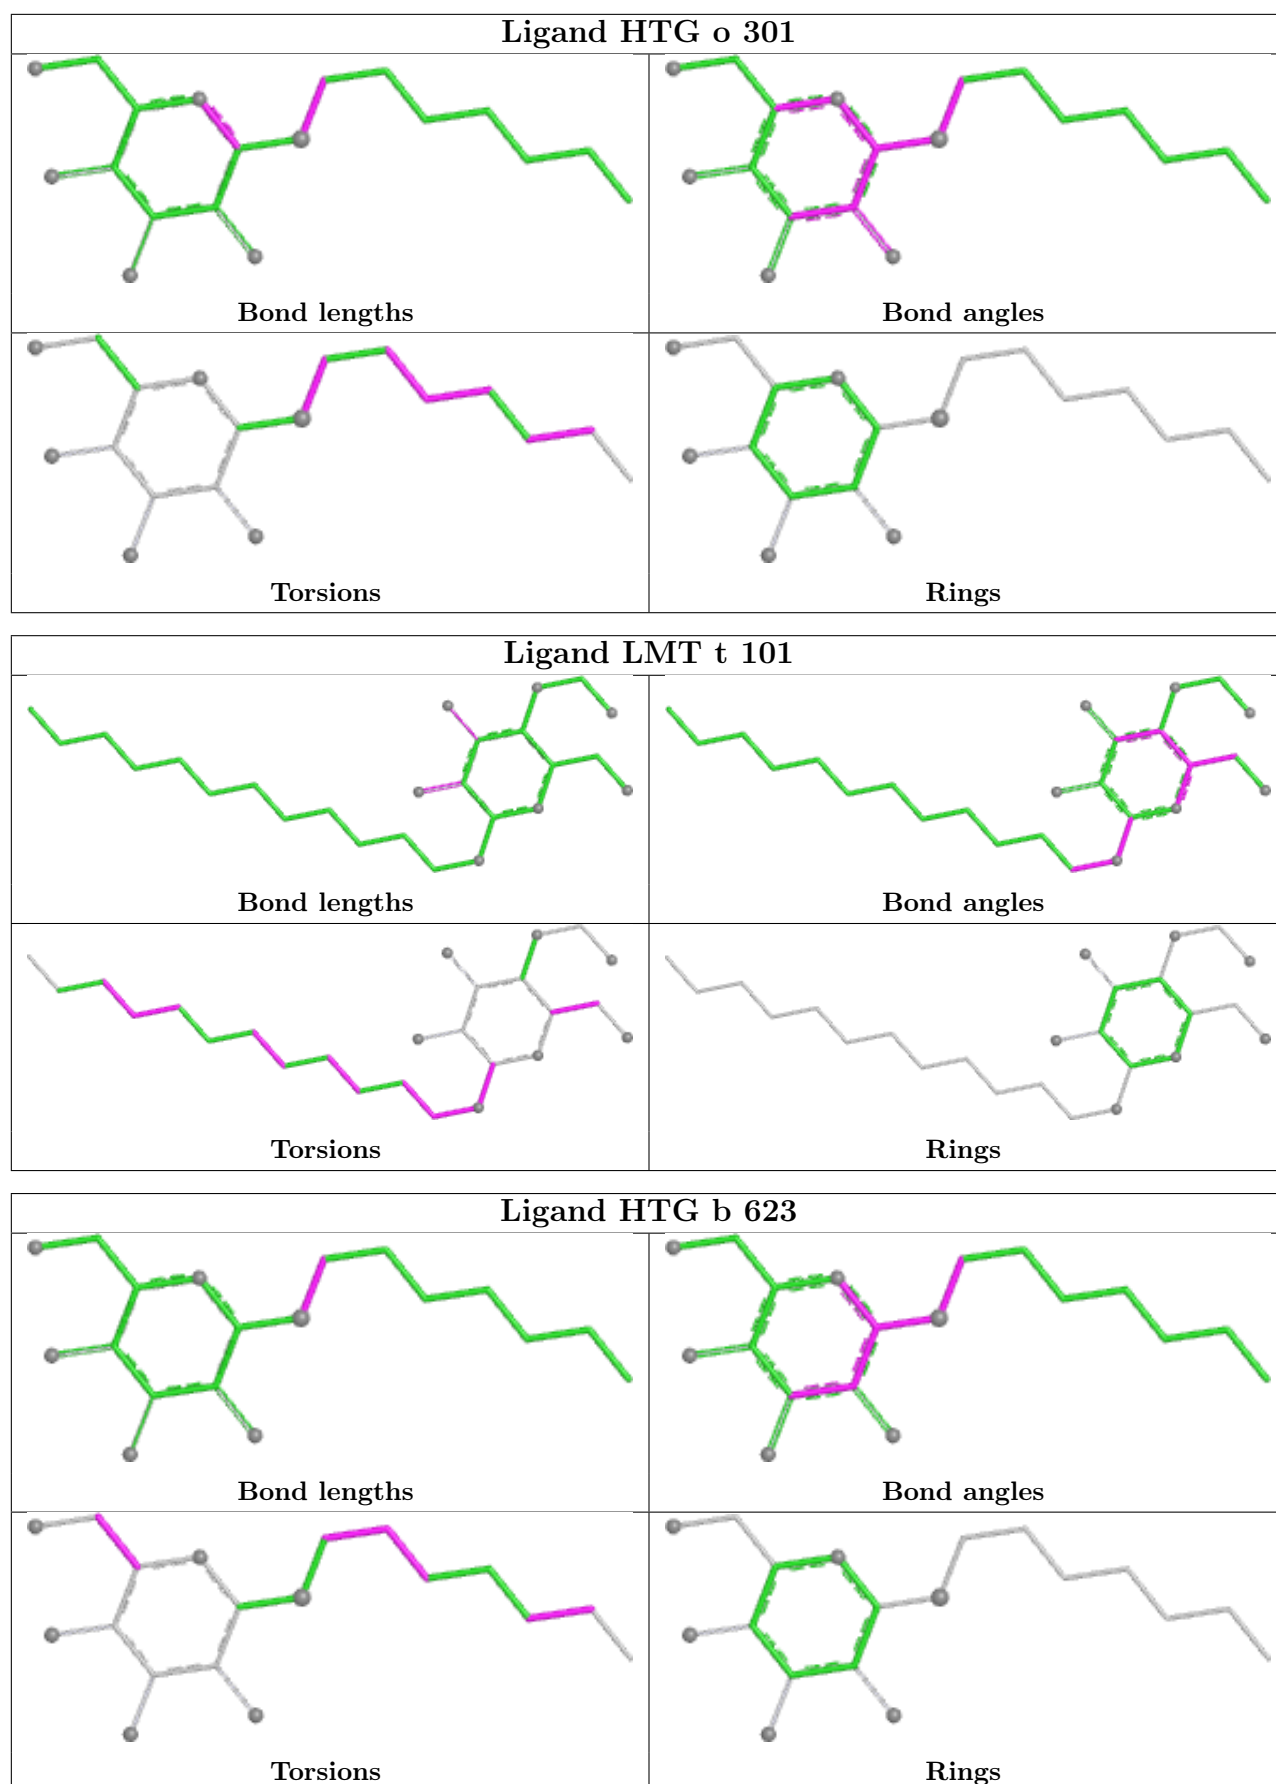 Ligand HTG o 301
Bond lengths
Bond angles
Torsions
Rings
Ligand LMT t 101
Bond lengths
Bond angles
Torsions
Rings
Ligand HTG b 623
Bond lengths
Bond angles
Torsions
Rings